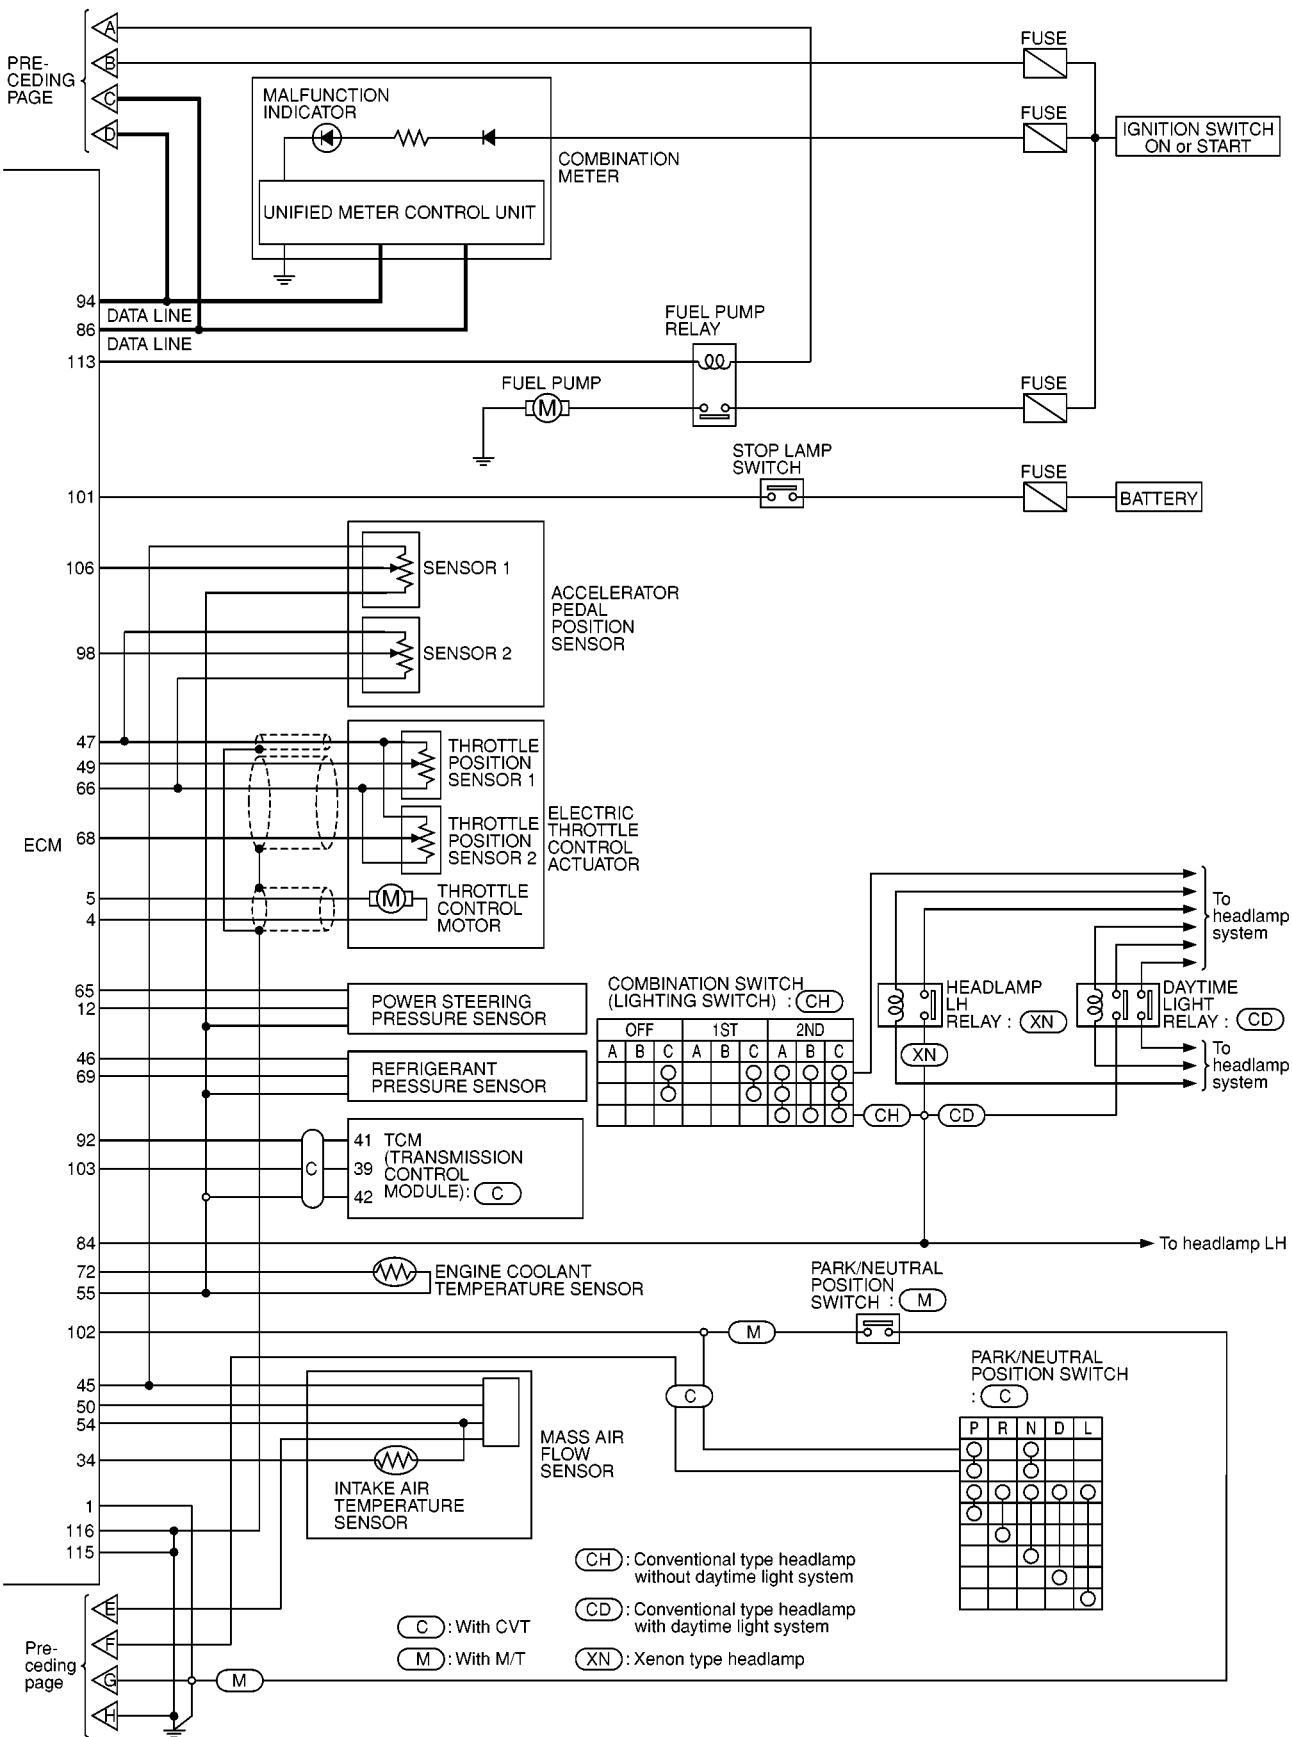 A
B
PRE-
CEDING
PAGE
C
D
FUSE
FUSE
IGNITION SWITCH
ON or START
MALFUNCTION
INDICATOR
COMBINATION
METER
UNIFIED METER CONTROL UNIT
94
DATA LINE
86
DATA LINE
113
FUEL PUMP
RELAY
FUEL PUMP
M
FUSE
STOP LAMP
SWITCH
FUSE
101
BATTERY
106
SENSOR 1
ACCELERATOR
PEDAL
POSITION
SENSOR
98
SENSOR 2
47
49
66
THROTTLE
POSITION
SENSOR 1
ECM
68
THROTTLE
POSITION
SENSOR 2
ELECTRIC
THROTTLE
CONTROL
ACTUATOR
5
4
M
THROTTLE
CONTROL
MOTOR
To
headlamp
system
65
12
POWER STEERING
PRESSURE SENSOR
COMBINATION SWITCH
(LIGHTING SWITCH) : CH
OFF 1ST 2ND
A B C A B C A B C
HEADLAMP
LH
RELAY : XN
DAYTIME
LIGHT
RELAY : CD
XN
To
headlamp
system
46
69
REFRIGERANT
PRESSURE SENSOR
CH
CD
92
103
C
41
39
42
TCM
(TRANSMISSION
CONTROL
MODULE): C
84
To headlamp LH
72
55
ENGINE COOLANT
TEMPERATURE SENSOR
PARK/NEUTRAL
POSITION
SWITCH : M
102
M
45
50
54
34
MASS AIR
FLOW
SENSOR
INTAKE AIR
TEMPERATURE
SENSOR
C
PARK/NEUTRAL
POSITION SWITCH
: C
P R N D L
1
116
115
E
F
Pre-
ceding
page
G
H
M
C : With CVT
M : With M/T
CH : Conventional type headlamp
without daytime light system
CD : Conventional type headlamp
with daytime light system
XN : Xenon type headlamp